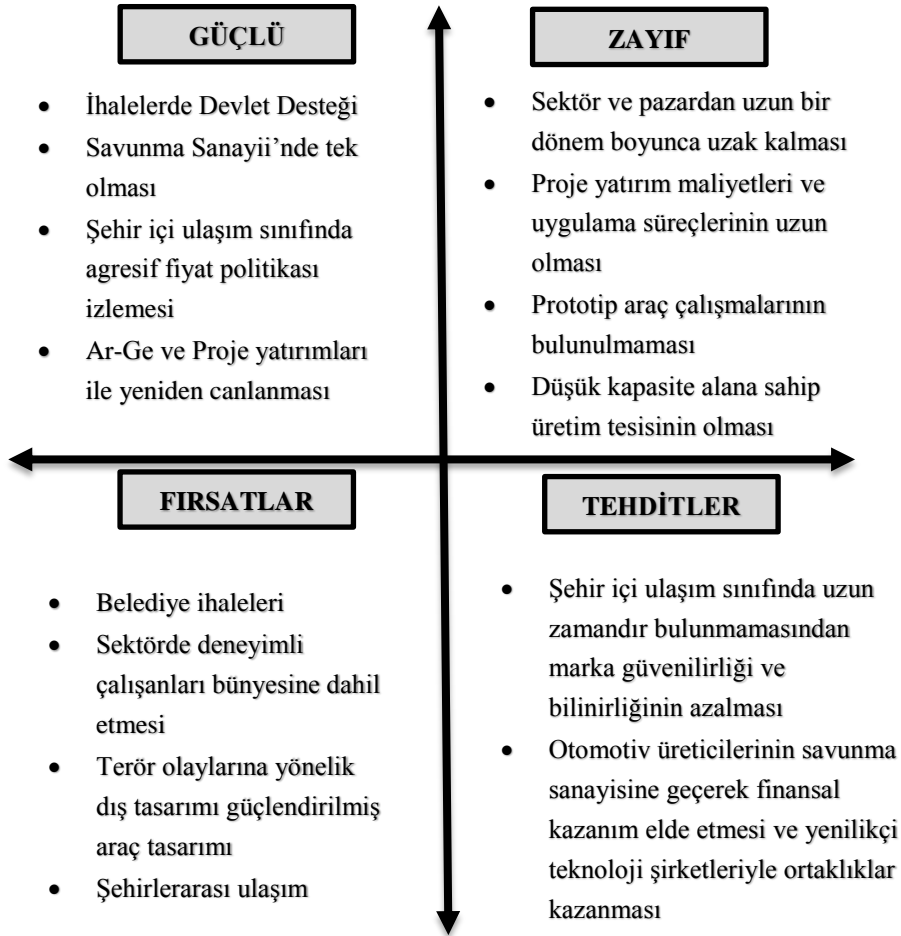 GÜÇLÜ
• İhalelerde Devlet Desteği
• Savunma Sanayii’nde tek
olması
• Şehir içi ulaşım sınıfında
agresif fiyat politikası
izlemesi
• Ar-Ge ve Proje yatırımları
ile yeniden canlanması
ZAYIF
• Sektör ve pazardan uzun bir
dönem boyunca uzak kalması
• Proje yatırım maliyetleri ve
uygulama süreçlerinin uzun
olması
• Prototip araç çalışmalarının
bulunulmaması
• Düşük kapasite alana sahip
üretim tesisinin olması
FIRSATLAR
• Belediye ihaleleri
• Sektörde deneyimli
çalışanları bünyesine dahil
etmesi
• Terör olaylarına yönelik
dış tasarımı güçlendirilmiş
araç tasarımı
• Şehirlerarası ulaşım
TEHDİTLER
• Şehir içi ulaşım sınıfında uzun
zamandır bulunmamasından
marka güvenilirliği ve
bilinirliğinin azalması
• Otomotiv üreticilerinin savunma
sanayisine geçerek finansal
kazanım elde etmesi ve yenilikçi
teknoloji şirketleriyle ortaklıklar
kazanması